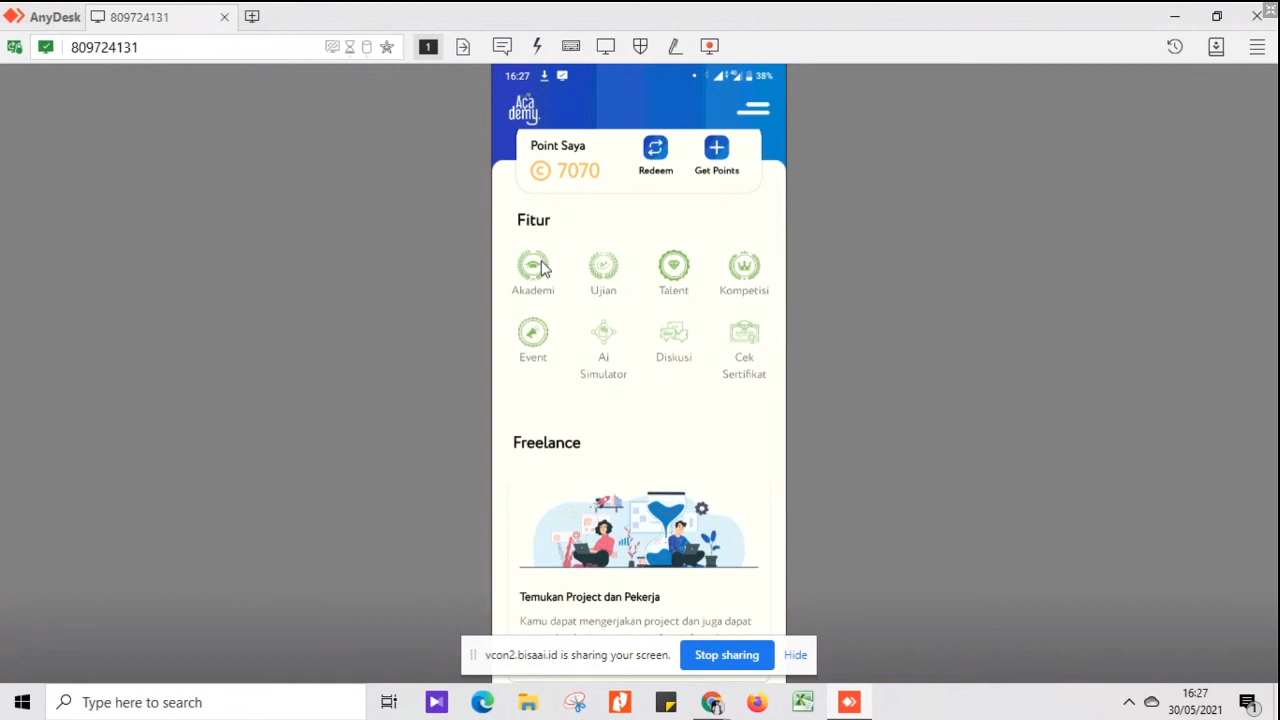 AnyDesk
809724131
809724131
1
16:27
38%
Aca
demy.
Point Saya
7070
Redeem
Get Points
Fitur
Akademi
Ujian
Talent
Kompetisi
Event
Ai
Simulator
Diskusi
Cek
Sertifikat
Freelance
Temukan Project dan Pekerja
Kamu dapat mengerjakan project dan juga dapat
vcon2.bisaai.id is sharing your screen.
Stop sharing
Hide
Type here to search
16:27
30/05/2021
1